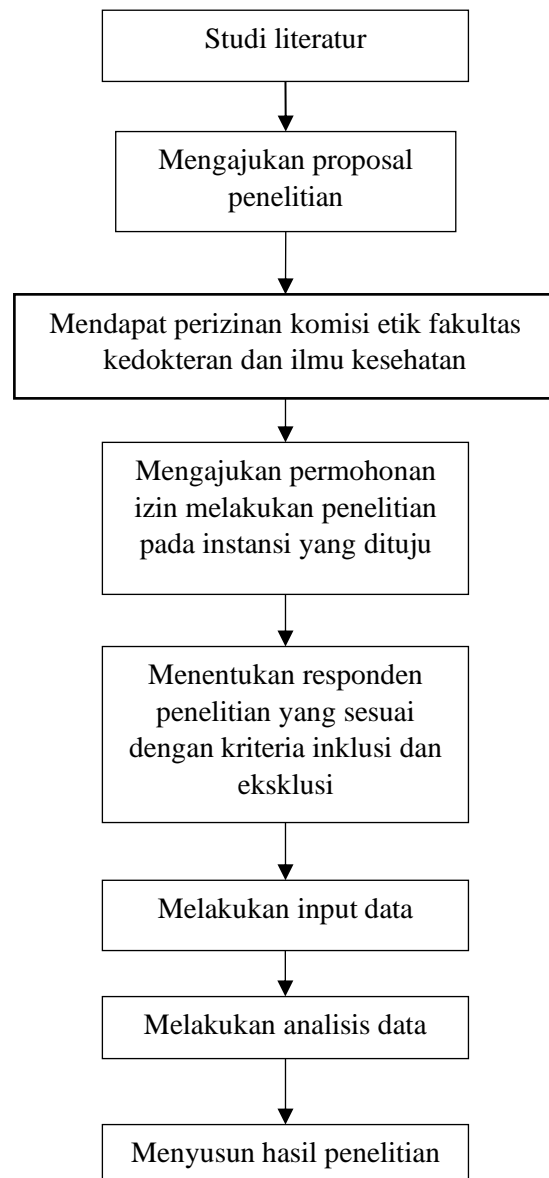 Studi literatur
Mengajukan proposal
penelitian
Mendapat perizinan komisi etik fakultas
kedokteran dan ilmu kesehatan
Mengajukan permohonan
izin melakukan penelitian
pada instansi yang dituju
Menentukan responden
penelitian yang sesuai
dengan kriteria inklusi dan
eksklusi
Melakukan input data
Melakukan analisis data
Menyusun hasil penelitian